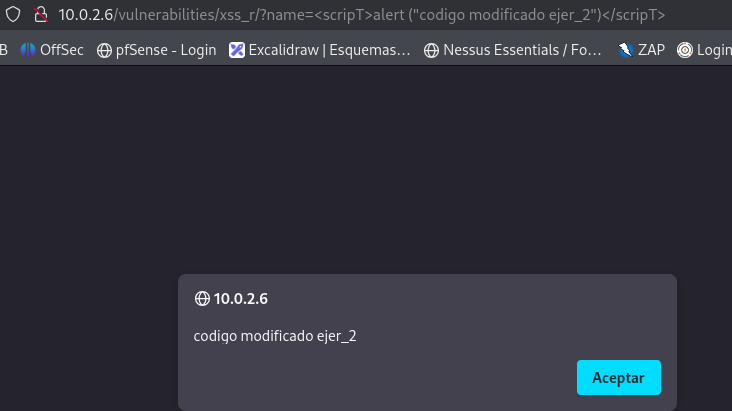 10.0.2.6/vulnerabilities/xss_r/?name=<scripT>alert ("codigo modificado ejer_2")</scripT>
B OffSec pfSense - Login Excalidraw | Esquemas… Nessus Essentials / Fo… ZAP Login
10.0.2.6
codigo modificado ejer_2
Aceptar